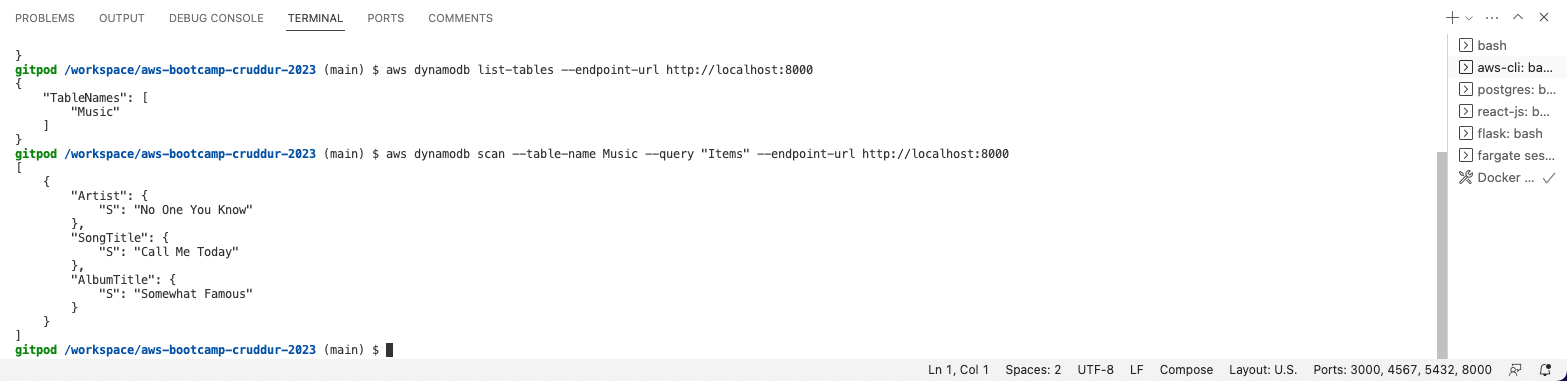 PROBLEMS OUTPUT DEBUG CONSOLE TERMINAL PORTS COMMENTS
}
gitpod /workspace/aws-bootcamp-cruddur-2023 (main) $ aws dynamodb list-tables --endpoint-url http://localhost:8000
{
    "TableNames": [
        "Music"
    ]
}
gitpod /workspace/aws-bootcamp-cruddur-2023 (main) $ aws dynamodb scan --table-name Music --query "Items" --endpoint-url http://localhost:8000
[
    {
        "Artist": {
            "S": "No One You Know"
        },
        "SongTitle": {
            "S": "Call Me Today"
        },
        "AlbumTitle": {
            "S": "Somewhat Famous"
        }
    }
]
gitpod /workspace/aws-bootcamp-cruddur-2023 (main) $
bash
aws-cli: ba...
postgres: b...
react-js: b...
flask: bash
fargate ses...
Docker ...
Ln 1, Col 1 Spaces: 2 UTF-8 LF Compose Layout: U.S. Ports: 3000, 4567, 5432, 8000